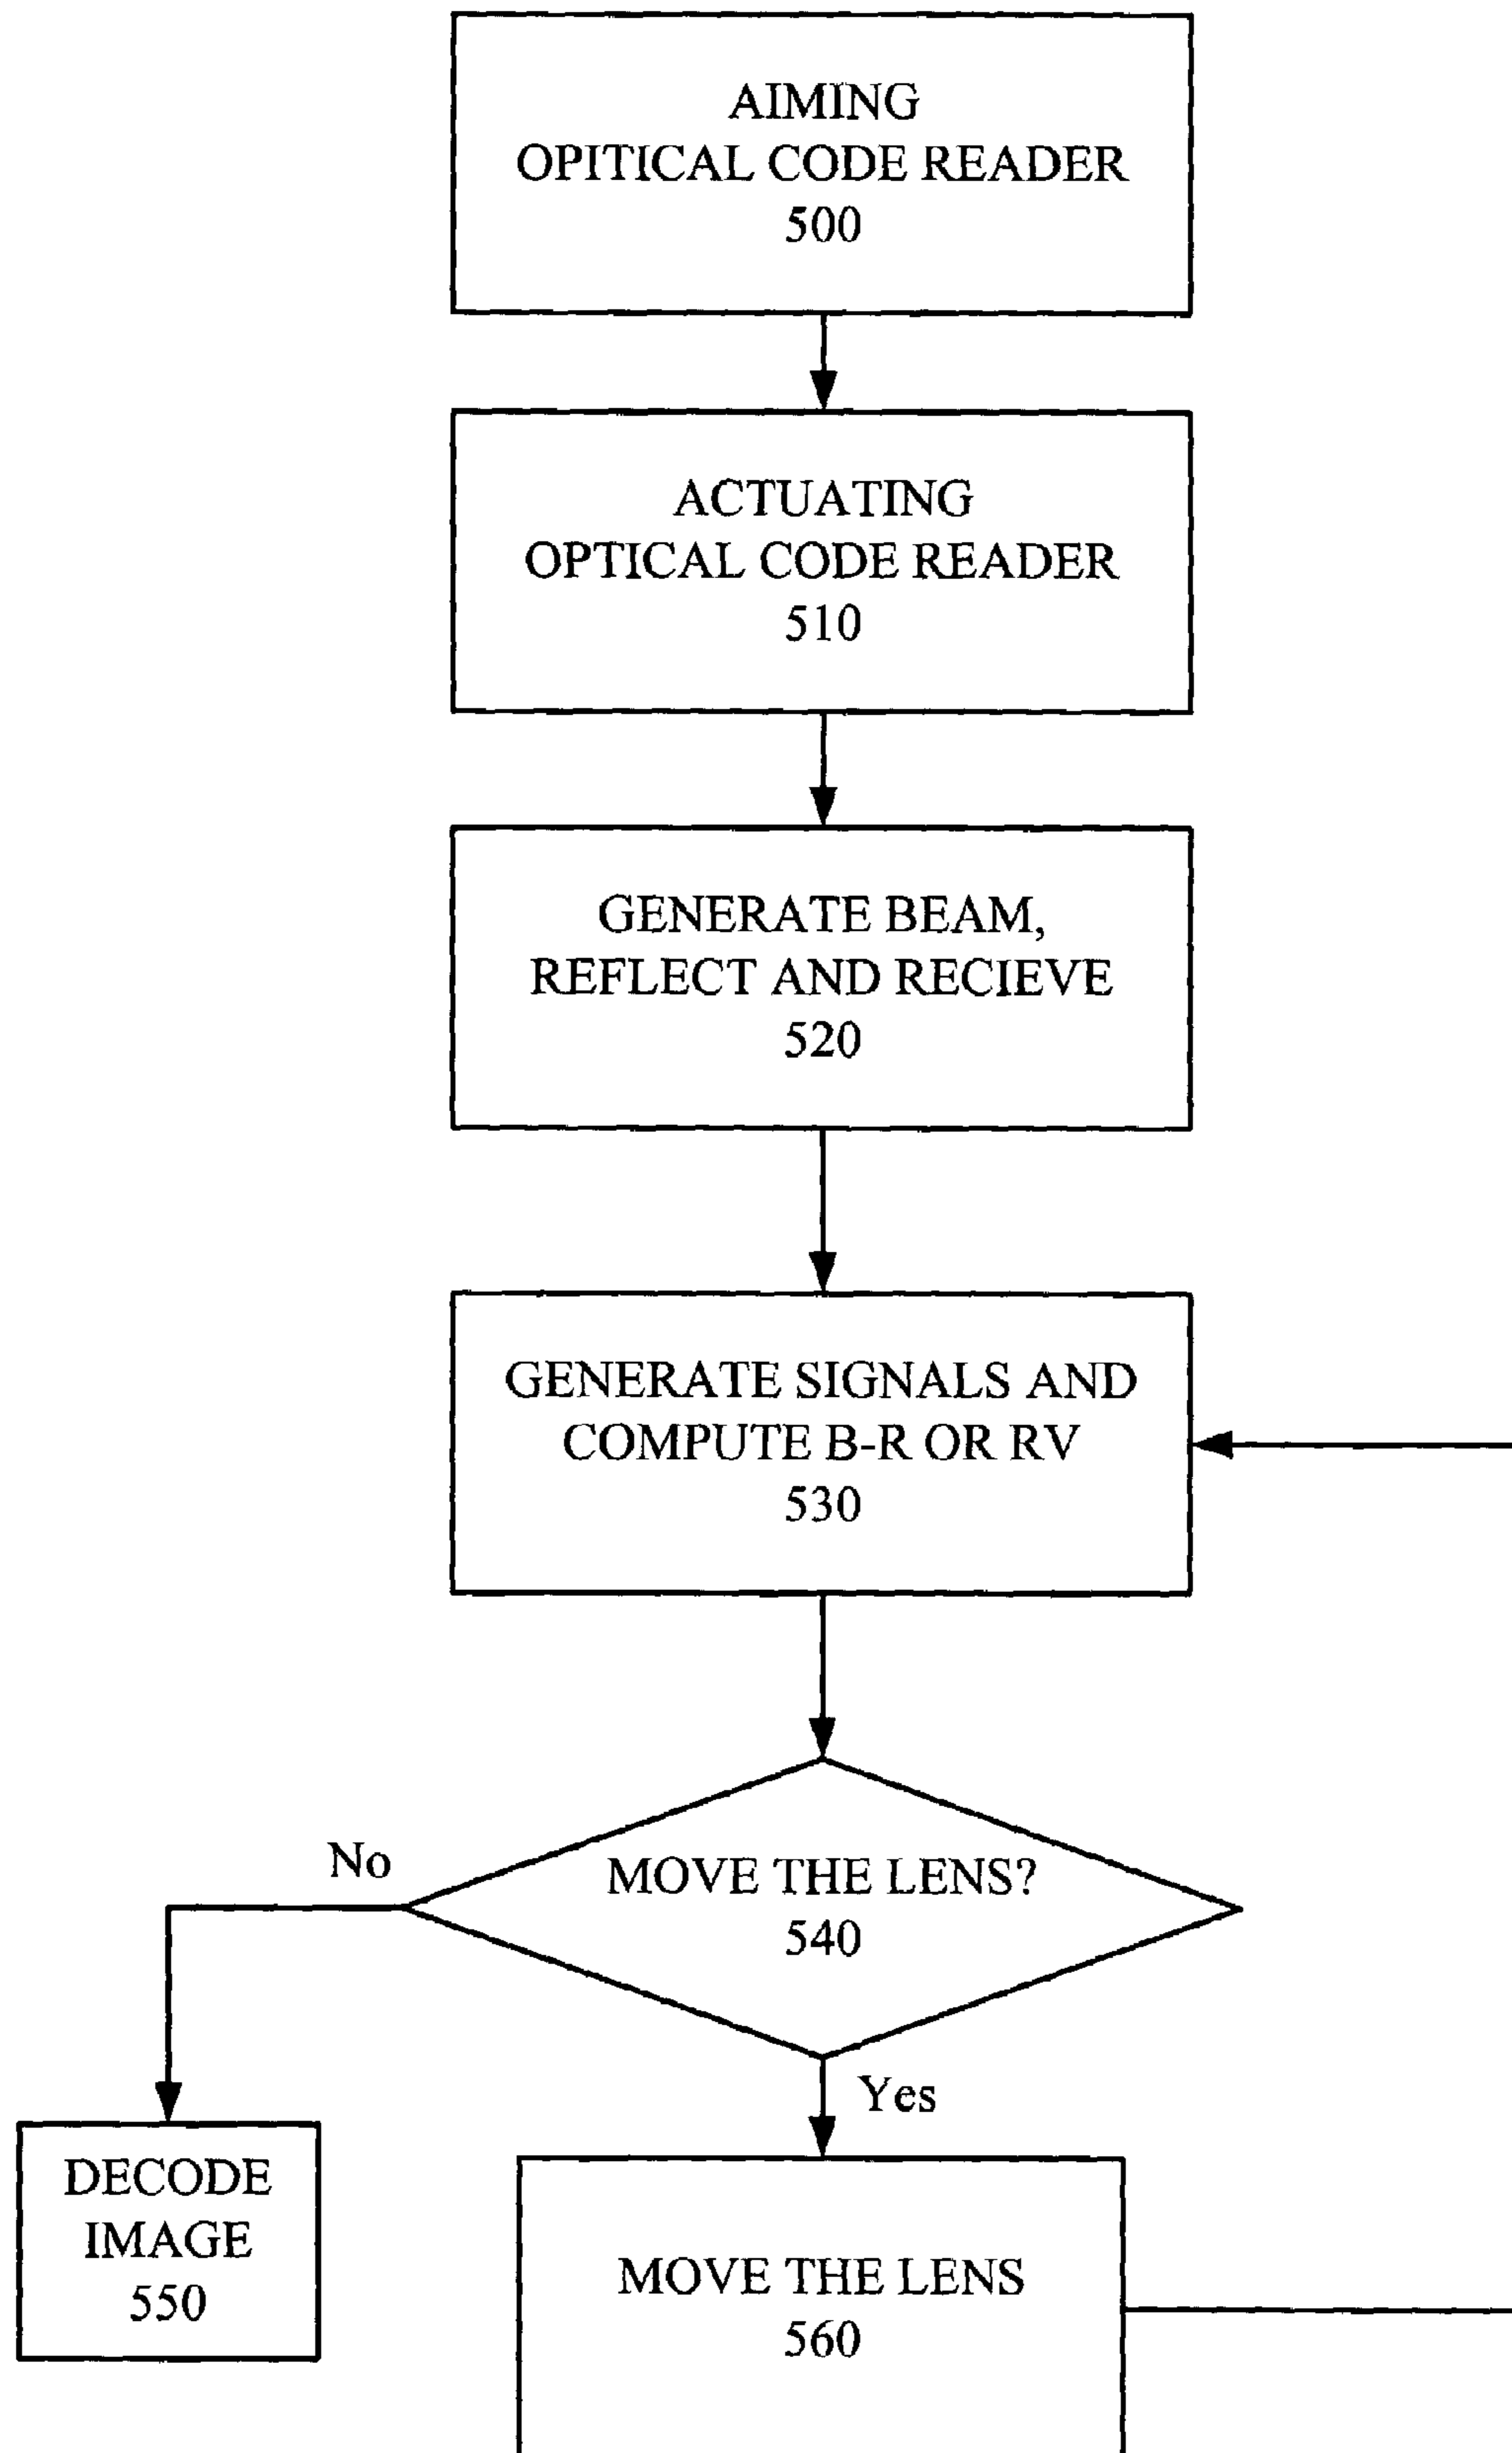 AIMING
OPITICAL CODE READER
500
ACTUATING
OPTICAL CODE READER
510
GENERATE BEAM,
REFLECT AND RECIEVE
520
GENERATE SIGNALS AND
COMPUTE B-R OR RV
530
MOVE THE LENS?
540
No
Yes
DECODE
IMAGE
550
MOVE THE LENS
560